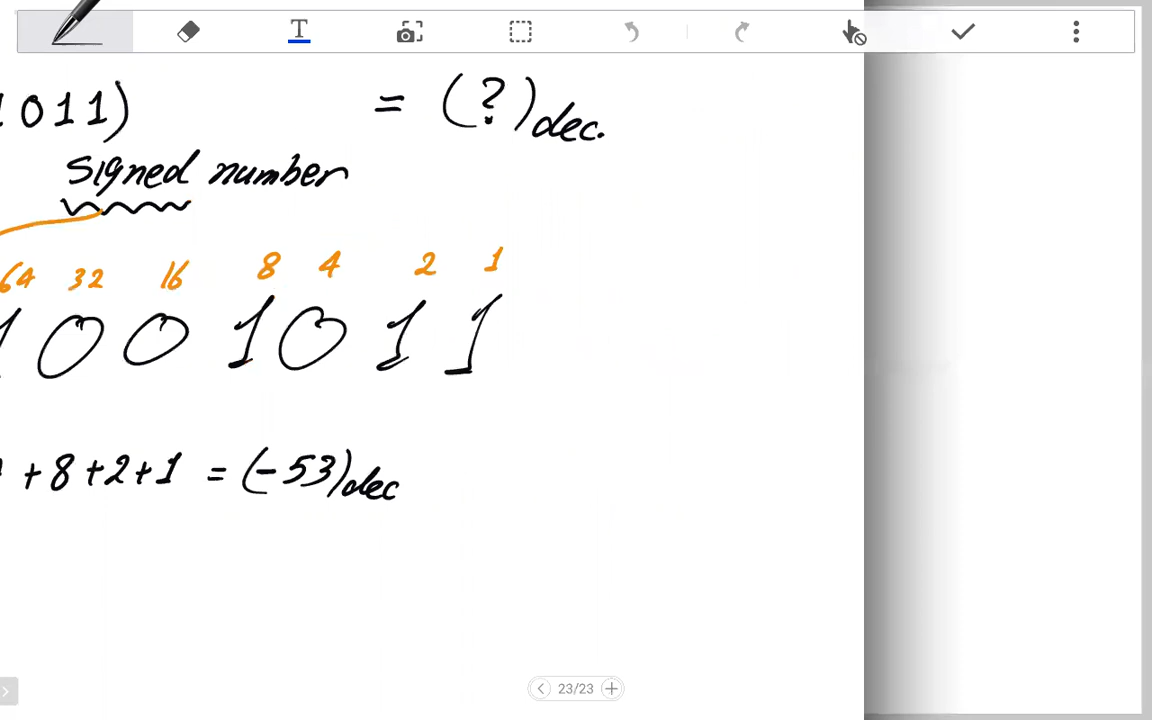 T
1011) = (?)dec.
signed number
64 32 16 8 4 2 1
1 0 0 1 0 1 1
+8+2+1 = (-53)dec
23/23